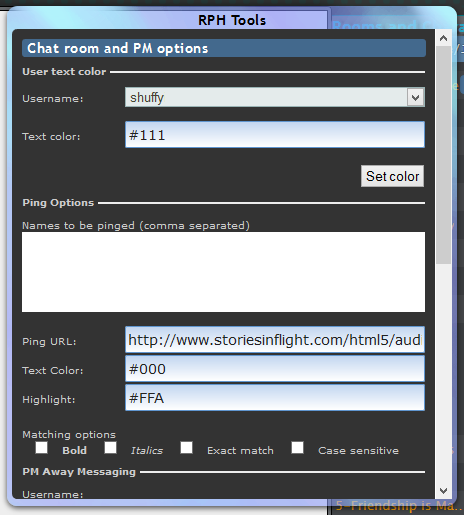 RPH Tools
Rooms and
Chat room and PM options
User text color
Username: shuffy
Text color: #111
Set color
Ping Options
Names to be pinged (comma separated)
Ping URL: http://www.storiesinflight.com/html5/audi
Text Color: #000
Highlight: #FFA
Matching options
Bold Italics Exact match Case sensitive
PM Away Messaging
Username:
5-Friendship is Ma...